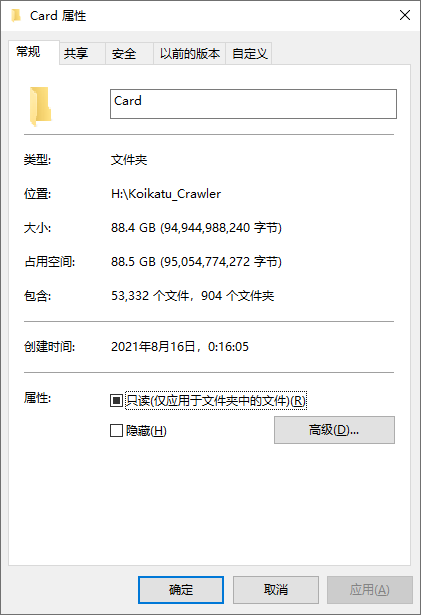 Card 属性
常规 共享 安全 以前的版本 自定义
Card
类型: 文件夹
位置: H:\Koikatu_Crawler
大小: 88.4 GB (94,944,988,240 字节)
占用空间: 88.5 GB (95,054,774,272 字节)
包含: 53,332 个文件，904 个文件夹
创建时间: 2021年8月16日，0:16:05
属性: 只读(仅应用于文件夹中的文件)(R)
隐藏(H) 高级(D)...
确定 取消 应用(A)